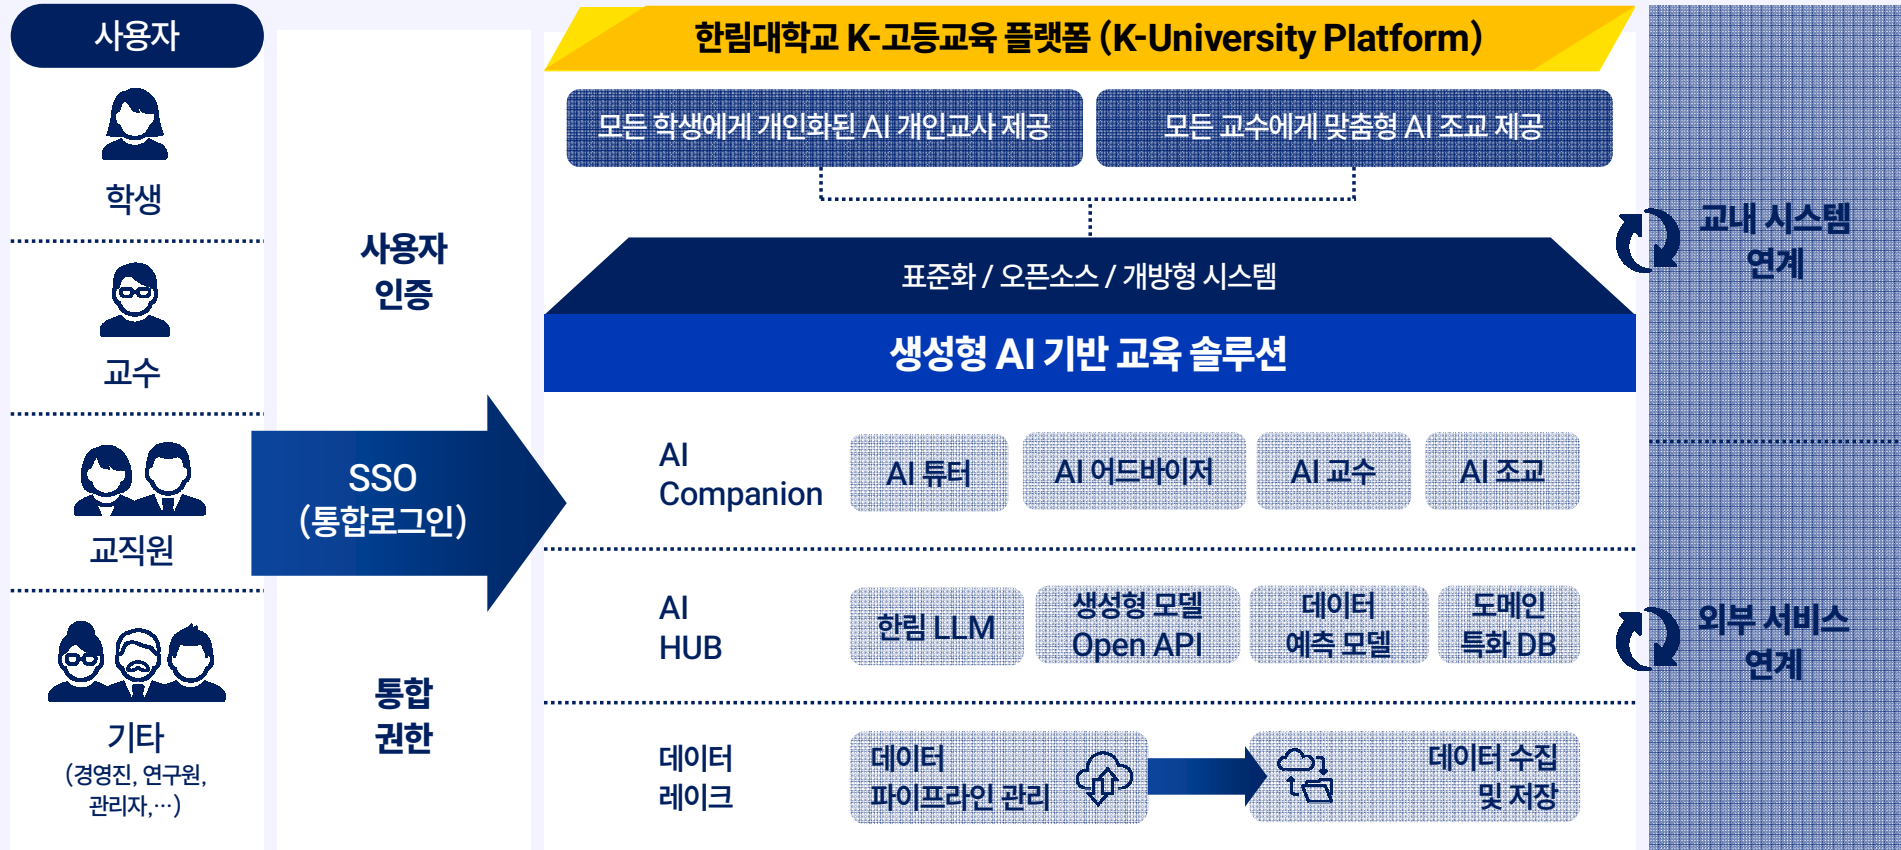 사용자
학생
교수
교직원
기타
(경영진, 연구원,
관리자,…)
사용자
인증
SSO
(통합로그인)
통합
권한
한림대학교 K-고등교육 플랫폼 (K-University Platform)
모든 학생에게 개인화된 AI 개인교사 제공
모든 교수에게 맞춤형 AI 조교 제공
표준화 / 오픈소스 / 개방형 시스템
생성형 AI 기반 교육 솔루션
AI
Companion
AI 튜터
AI 어드바이저
AI 교수
AI 조교
AI
HUB
한림 LLM
생성형 모델
Open API
데이터
예측 모델
도메인
특화 DB
데이터
레이크
데이터
파이프라인 관리
데이터 수집
및 저장
교내 시스템
연계
외부 서비스
연계